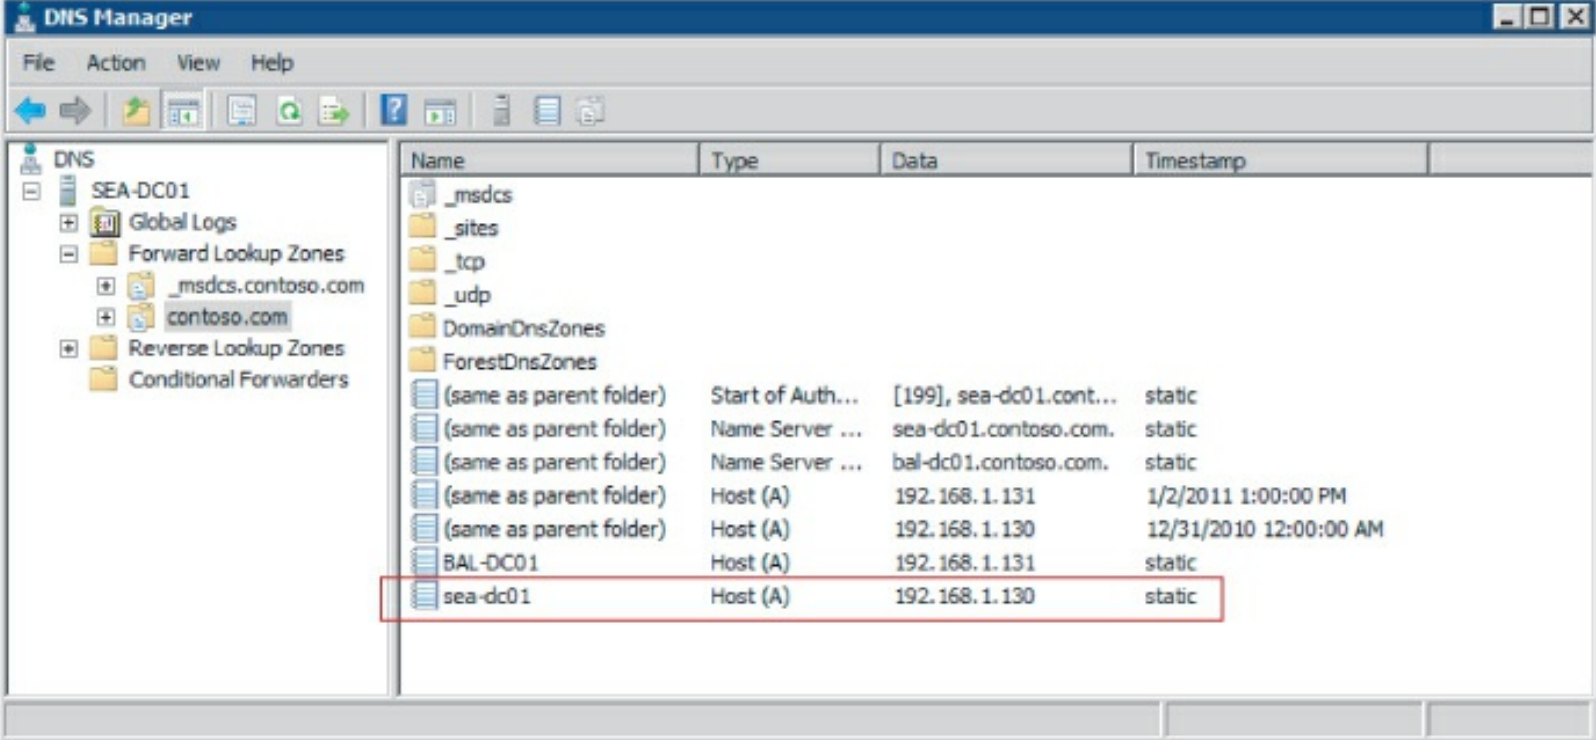 DNS Manager
File Action View Help
DNS
SEA-DC01
Global Logs
Forward Lookup Zones
_msdcs.contoso.com
contoso.com
Reverse Lookup Zones
Conditional Forwarders
Name Type Data Timestamp
_msdcs
_sites
_tcp
_udp
DomainDnsZones
ForestDnsZones
(same as parent folder) Start of Auth... [199], sea-dc01.cont... static
(same as parent folder) Name Server ... sea-dc01.contoso.com. static
(same as parent folder) Name Server ... bal-dc01.contoso.com. static
(same as parent folder) Host (A) 192.168.1.131 1/2/2011 1:00:00 PM
(same as parent folder) Host (A) 192.168.1.130 12/31/2010 12:00:00 AM
BAL-DC01 Host (A) 192.168.1.131 static
sea-dc01 Host (A) 192.168.1.130 static